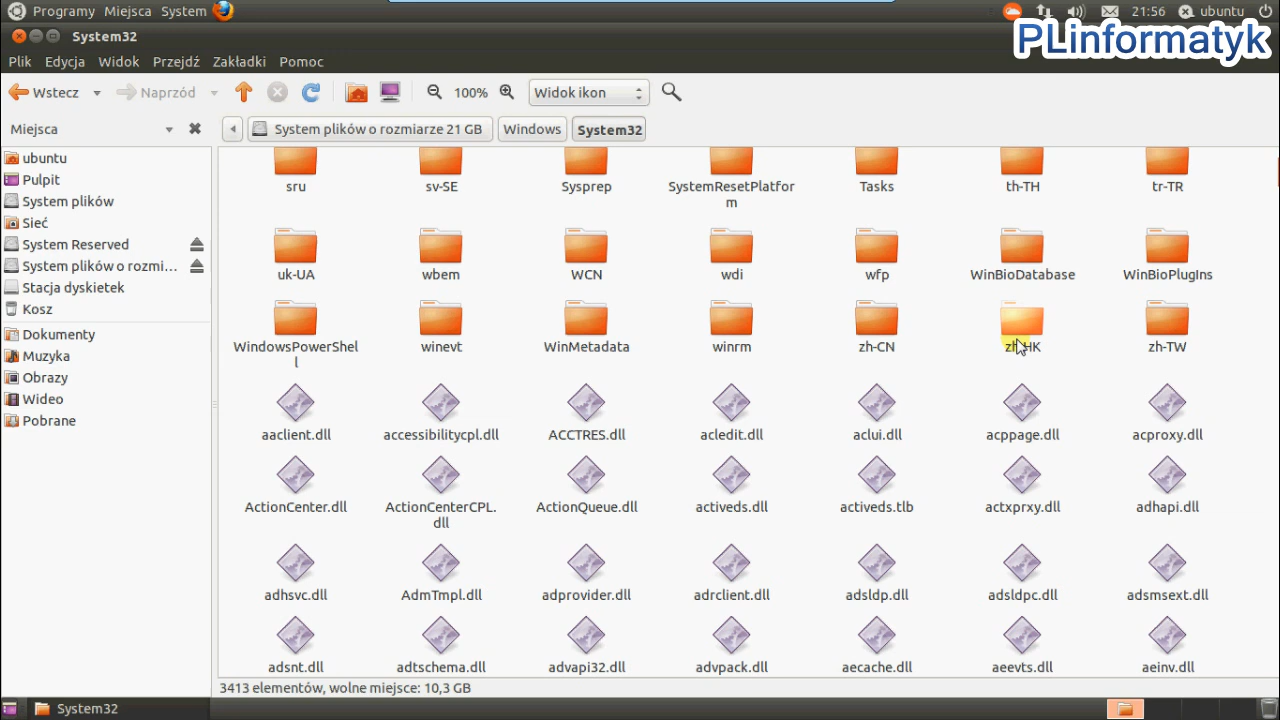 Programy Miejsca System 21:56 ubuntu
PLinformatyk
System32
Plik Edycja Widok Przejdź Zakładki Pomoc
Wstecz Naprzód 100% Widok ikon
Miejsca System plików o rozmiarze 21 GB Windows System32
ubuntu
Pulpit
System plików
Sieć
System Reserved
System plików o rozmi...
Stacja dyskietek
Kosz
Dokumenty
Muzyka
Obrazy
Wideo
Pobrane
sru sv-SE Sysprep SystemResetPlatfor
m Tasks th-TH tr-TR
uk-UA wbem WCN wdi wfp WinBioDatabase WinBioPlugIns
WindowsPowerShel
l winevt WinMetadata winrm zh-CN zh-HK zh-TW
aaclient.dll accessibilitycpl.dll ACCTRES.dll acledit.dll aclui.dll acppage.dll acproxy.dll
ActionCenter.dll ActionCenterCPL.
dll ActionQueue.dll activeds.dll activeds.tlb actxprxy.dll adhapi.dll
adhsvc.dll AdmTmpl.dll adprovider.dll adrclient.dll adsldp.dll adsldpc.dll adsmsext.dll
adsnt.dll adtschema.dll advapi32.dll advpack.dll aecache.dll aeevts.dll aeinv.dll
3413 elementów, wolne miejsce: 10,3 GB
System32